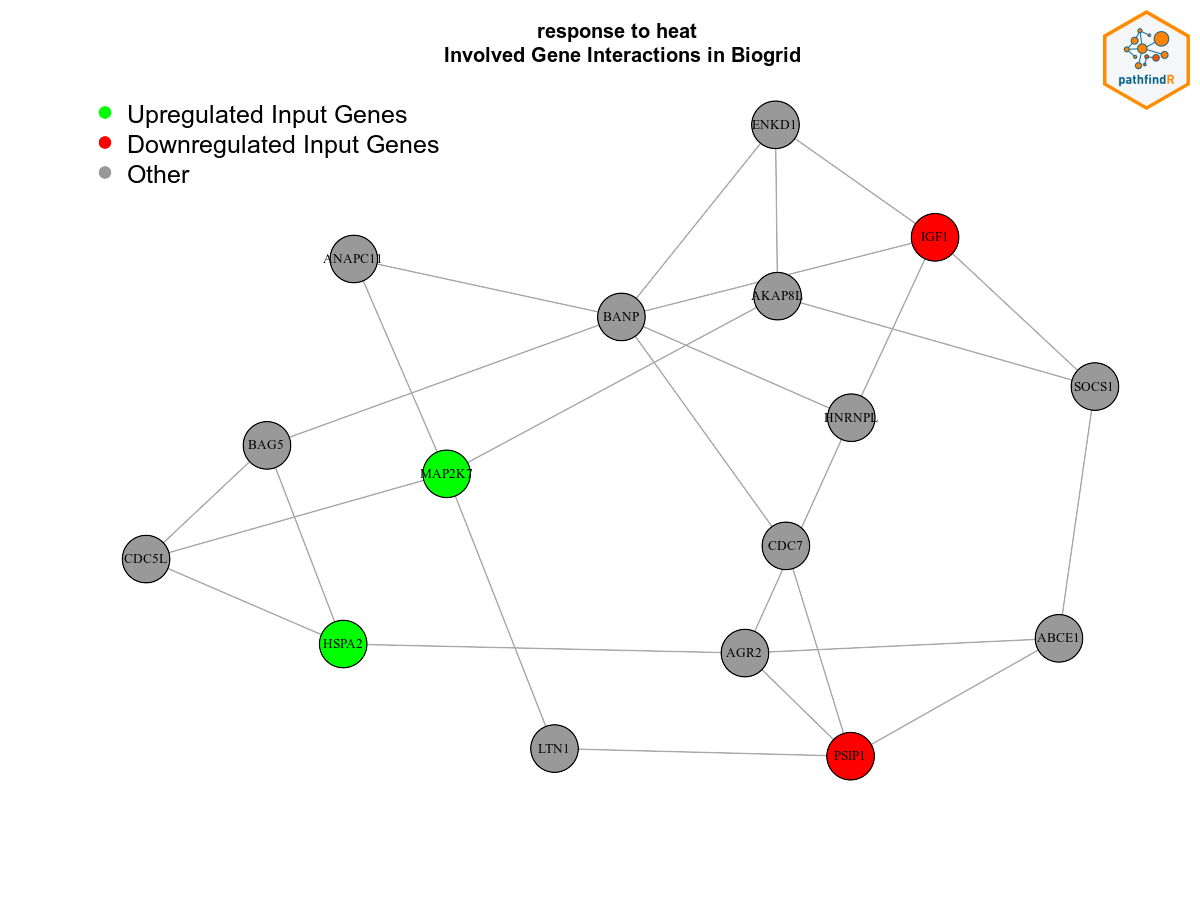 response to heat
Involved Gene Interactions in Biogrid
pathfindR
Upregulated Input Genes
Downregulated Input Genes
Other
ENKD1
IGF1
ANAPC11
AKAP8L
BANP
SOCS1
HNRNPL
BAG5
MAP2K7
CDC7
CDC5L
HSPA2
AGR2
ABCE1
LTN1
PSIP1